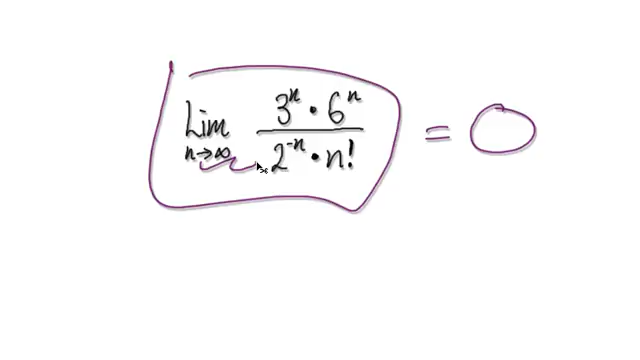 Lim n→∞ 3^n · 6^n / 2^-n · n! = 0